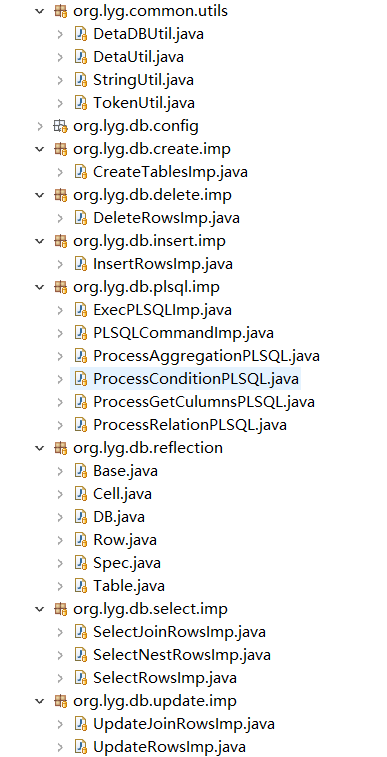 org.lyg.common.utils
DetaDBUtil.java
DetaUtil.java
StringUtil.java
TokenUtil.java
org.lyg.db.config
org.lyg.db.create.imp
CreateTablesImp.java
org.lyg.db.delete.imp
DeleteRowsImp.java
org.lyg.db.insert.imp
InsertRowsImp.java
org.lyg.db.plsql.imp
ExecPLSQLImp.java
PLSQLCommandImp.java
ProcessAggregationPLSQL.java
ProcessConditionPLSQL.java
ProcessGetCulumnsPLSQL.java
ProcessRelationPLSQL.java
org.lyg.db.reflection
Base.java
Cell.java
DB.java
Row.java
Spec.java
Table.java
org.lyg.db.select.imp
SelectJoinRowsImp.java
SelectNestRowsImp.java
SelectRowsImp.java
org.lyg.db.update.imp
UpdateJoinRowsImp.java
UpdateRowsImp.java